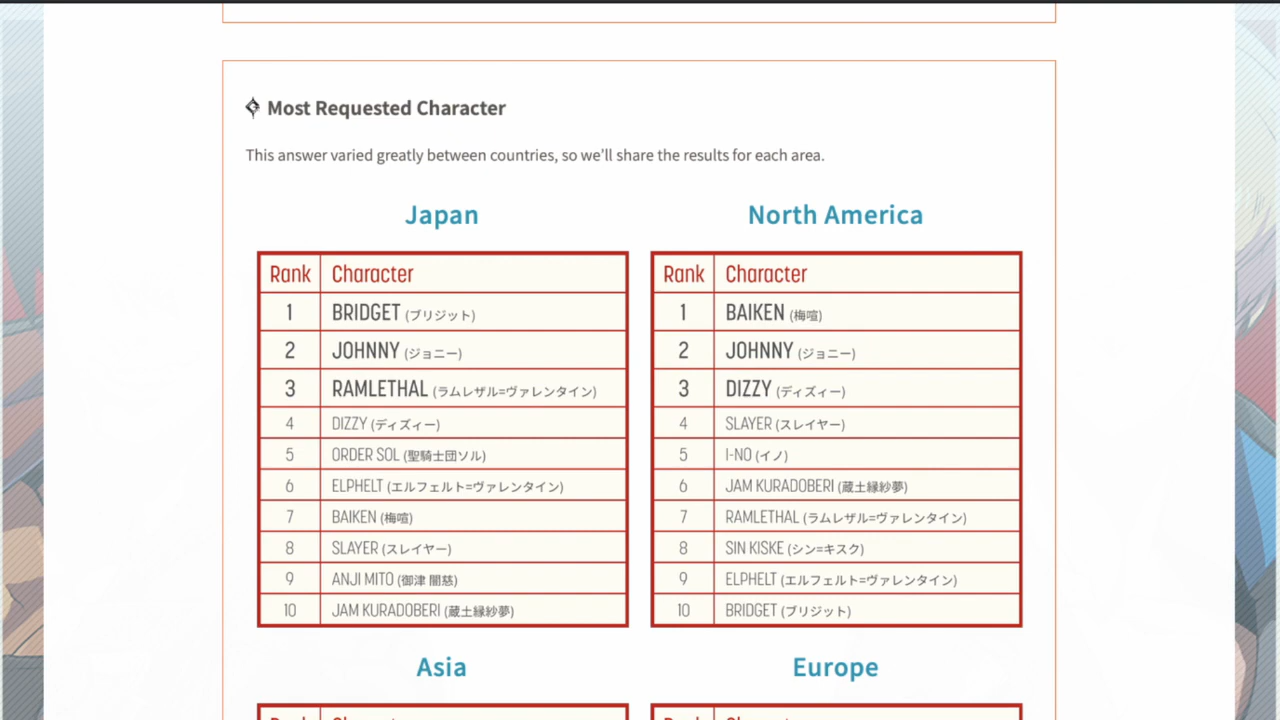 Most Requested Character
This answer varied greatly between countries, so we'll share the results for each area.
Japan
Rank Character
1 BRIDGET (ブリジット)
2 JOHNNY (ジョニー)
3 RAMLETHAL (ラムレザル=ヴァレンタイン)
4 DIZZY (ディズィー)
5 ORDER SOL (聖騎士団ソル)
6 ELPHELT (エルフェルト=ヴァレンタイン)
7 BAIKEN (梅喧)
8 SLAYER (スレイヤー)
9 ANJI MITO (御津 闇慈)
10 JAM KURADOBERI (蔵土縁紗夢)
North America
Rank Character
1 BAIKEN (梅喧)
2 JOHNNY (ジョニー)
3 DIZZY (ディズィー)
4 SLAYER (スレイヤー)
5 I-NO (イノ)
6 JAM KURADOBERI (蔵土縁紗夢)
7 RAMLETHAL (ラムレザル=ヴァレンタイン)
8 SIN KISKE (シン=キスク)
9 ELPHELT (エルフェルト=ヴァレンタイン)
10 BRIDGET (ブリジット)
Asia
Europe